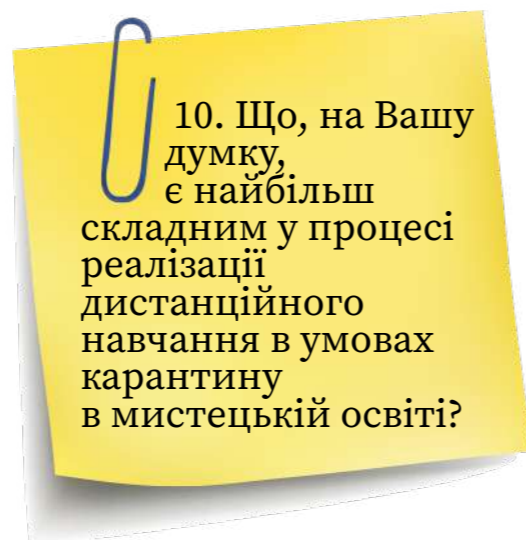 10. Що, на Вашу
думку,
є найбільш
складним у процесі
реалізації
дистанційного
навчання в умовах
карантину
в мистецькій освіті?